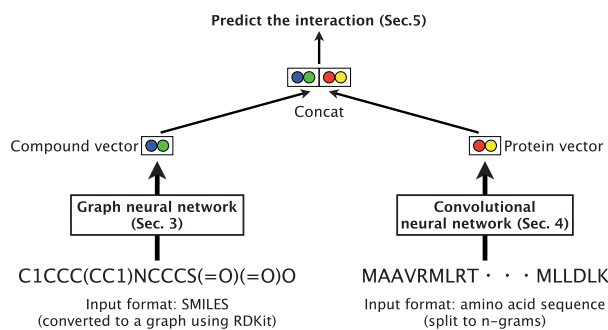 Predict the interaction (Sec.5)
Concat
Compound vector
Protein vector
Graph neural network
(Sec. 3)
Convolutional
neural network (Sec. 4)
C1CCC(CC1)NCCCS(=O)(=O)O
MAAVRMLRT · · · MLLDLK
Input format: SMILES
(converted to a graph using RDKit)
Input format: amino acid sequence
(split to n-grams)